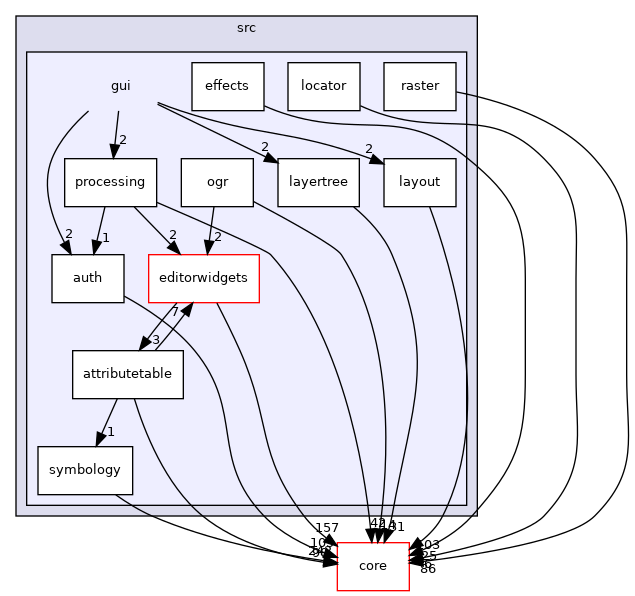 src
gui
effects
locator
raster
2
2
2
processing
ogr
layertree
layout
2
1
2
2
auth
editorwidgets
7
3
attributetable
1
symbology
157
core
86